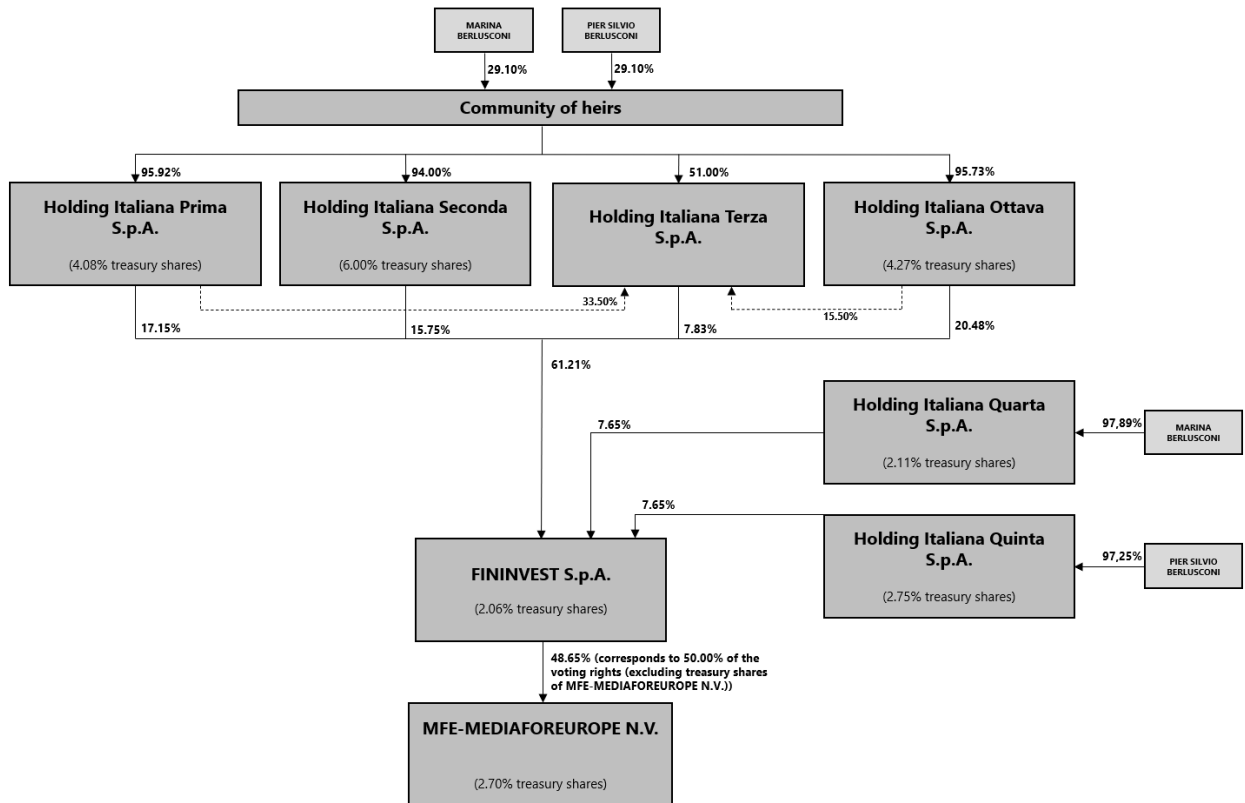 MARINA
BERLUSCONI
PIER SILVIO
BERLUSCONI
29.10%
29.10%
Community of heirs
95.92%
94.00%
51.00%
95.73%
Holding Italiana Prima
S.p.A.
(4.08% treasury shares)
Holding Italiana Seconda
S.p.A.
(6.00% treasury shares)
Holding Italiana Terza
S.p.A.
Holding Italiana Ottava
S.p.A.
(4.27% treasury shares)
33.50%
15.50%
17.15%
15.75%
7.83%
20.48%
61.21%
Holding Italiana Quarta
S.p.A.
(2.11% treasury shares)
7.65%
97,89%
MARINA
BERLUSCONI
7.65%
Holding Italiana Quinta
S.p.A.
(2.75% treasury shares)
97,25%
PIER SILVIO
BERLUSCONI
FININVEST S.p.A.
(2.06% treasury shares)
48.65% (corresponds to 50.00% of the
voting rights (excluding treasury shares
of MFE-MEDIAFOREUROPE N.V.))
MFE-MEDIAFOREUROPE N.V.
(2.70% treasury shares)